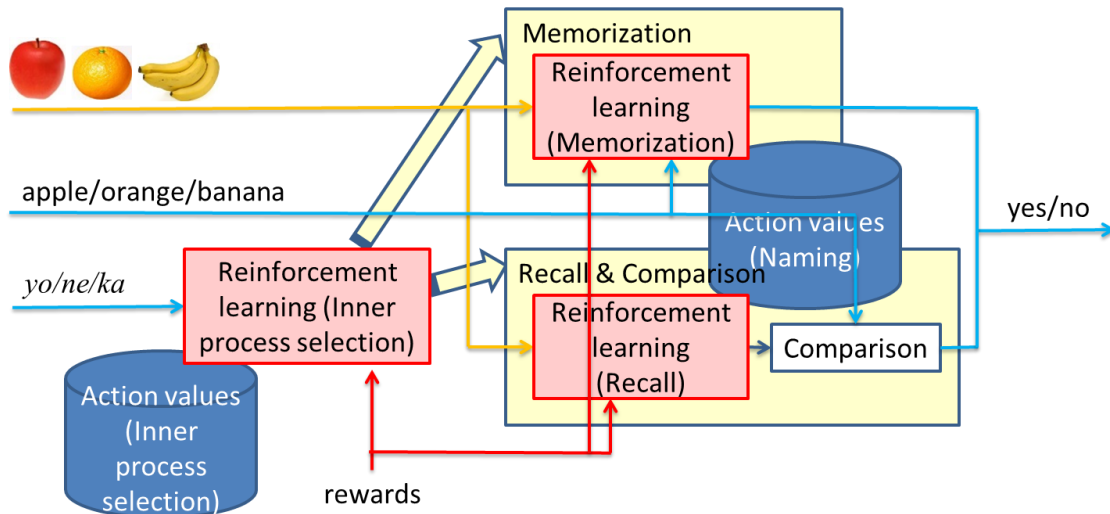 Memorization
Reinforcement
learning
(Memorization)
apple/orange/banana
Action values
(Naming)
yes/no
yo/ne/ka
Reinforcement
learning (Inner
process selection)
Recall & Comparison
Reinforcement
learning
(Recall)
Comparison
Action values
(Inner
process
selection)
rewards